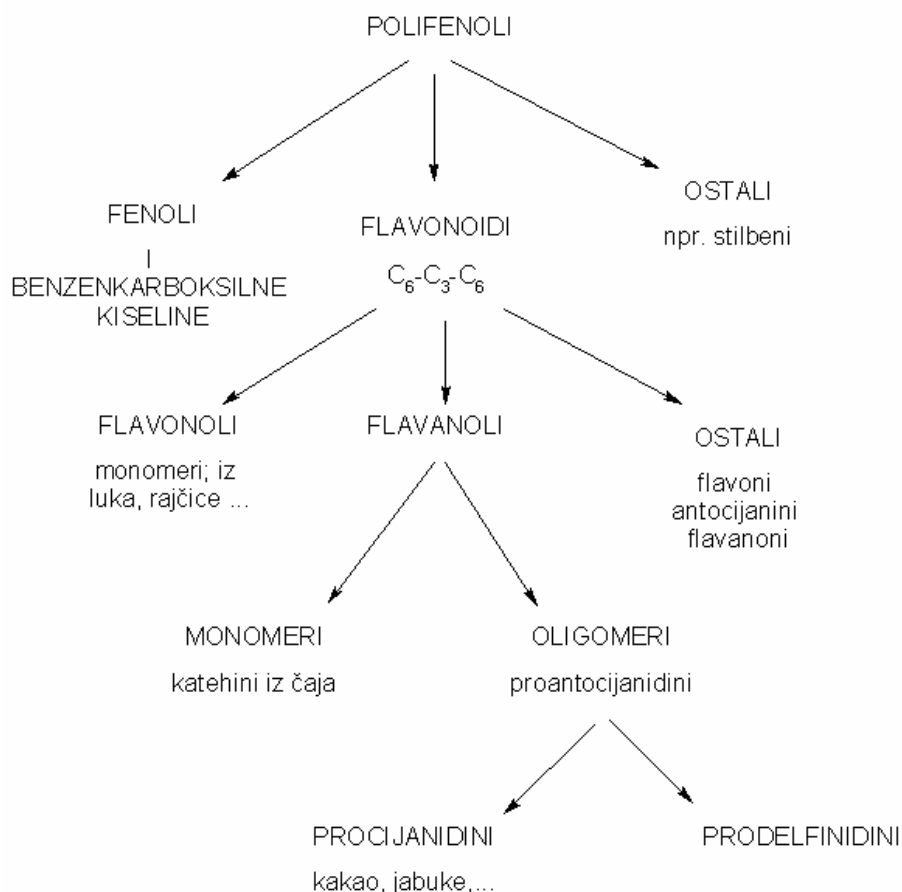 POLIFENOLI
FENOLI
I
BENZENKARBOKSILNE
KISELINE
FLAVONOIDI
C₆-C₃-C₆
OSTALI
npr. stilbeni
FLAVONOLI
monomeri; iz
luka, rajčice ...
FLAVANOLI
OSTALI
flavoni
antocijanini
flavanoni
MONOMERI
katehini iz čaja
OLIGOMERI
proantocijanidini
PROCIJANIDINI
kakao, jabuke,...
PRODELFINIDINI